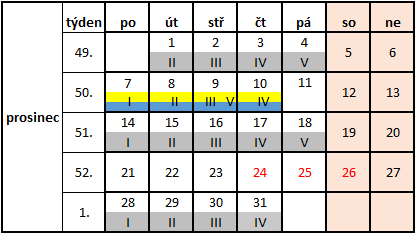 týden po út stř čt pá so ne
prosinec
49. 1 2 3 4 5 6
II III IV V
50. 7 8 9 10 11 12 13
I II III V IV
51. 14 15 16 17 18 19 20
I II III IV V
52. 21 22 23 24 25 26 27
1. 28 29 30 31
I II III IV